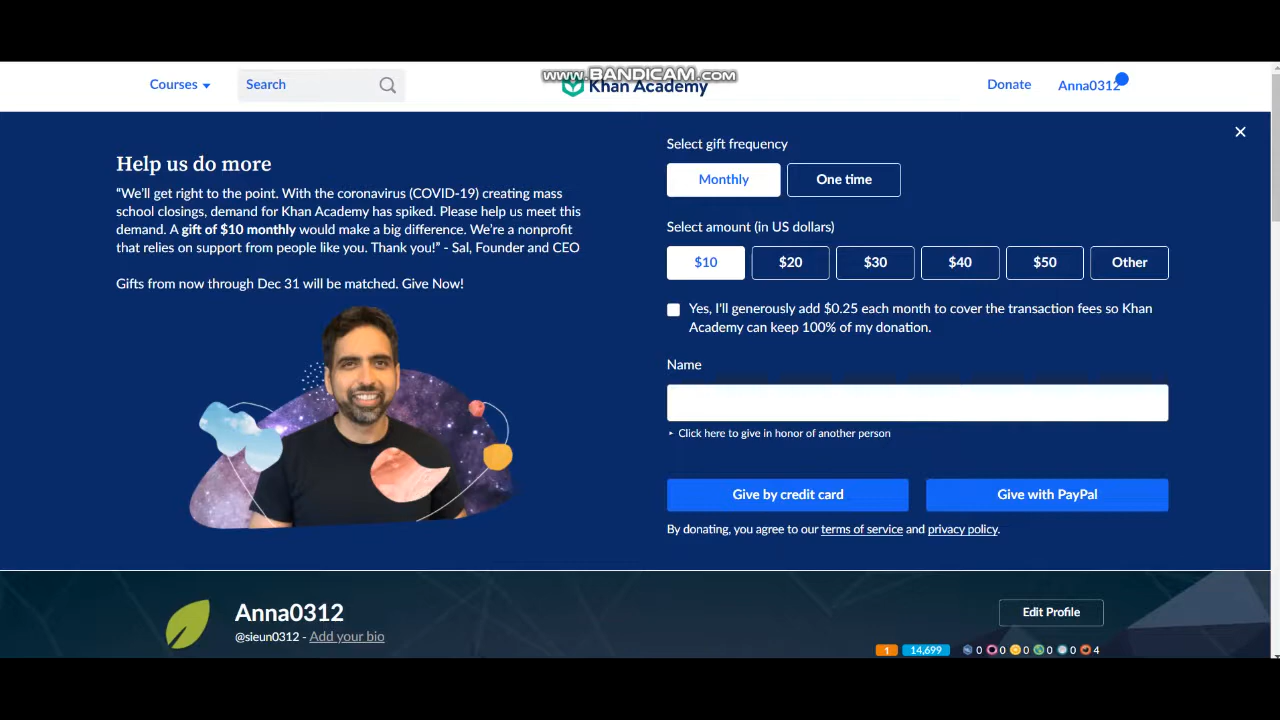 www.BANDICAM.com
Courses
Search
Khan Academy
Donate
Anna0312
Help us do more
“We'll get right to the point. With the coronavirus (COVID-19) creating mass
school closings, demand for Khan Academy has spiked. Please help us meet this
demand. A gift of $10 monthly would make a big difference. We're a nonprofit
that relies on support from people like you. Thank you!” - Sal, Founder and CEO
Gifts from now through Dec 31 will be matched. Give Now!
Select gift frequency
Monthly
One time
Select amount (in US dollars)
$10
$20
$30
$40
$50
Other
Yes, I'll generously add $0.25 each month to cover the transaction fees so Khan
Academy can keep 100% of my donation.
Name
Click here to give in honor of another person
Give by credit card
Give with PayPal
By donating, you agree to our terms of service and privacy policy.
Anna0312
@sieun0312 - Add your bio
Edit Profile
1 14,699 0 0 0 0 0 4